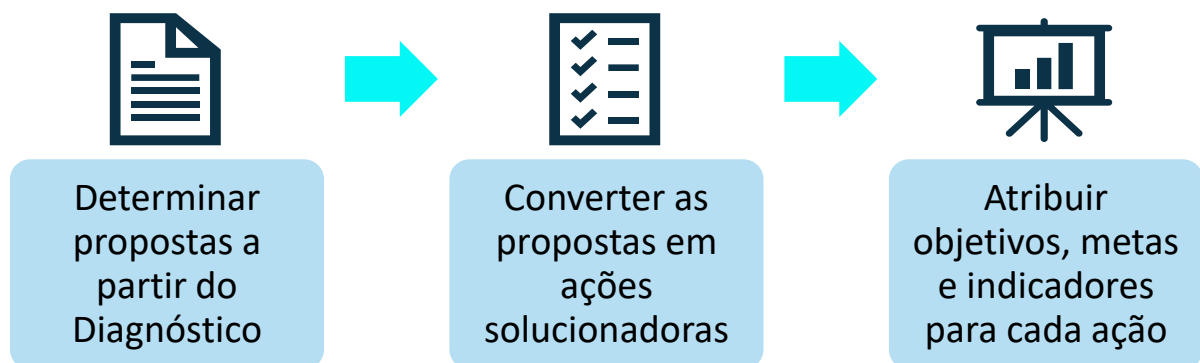 Determinar
propostas a
partir do
Diagnóstico
Converter as
propostas em
ações
solucionadoras
Atribuir
objetivos, metas
e indicadores
para cada ação